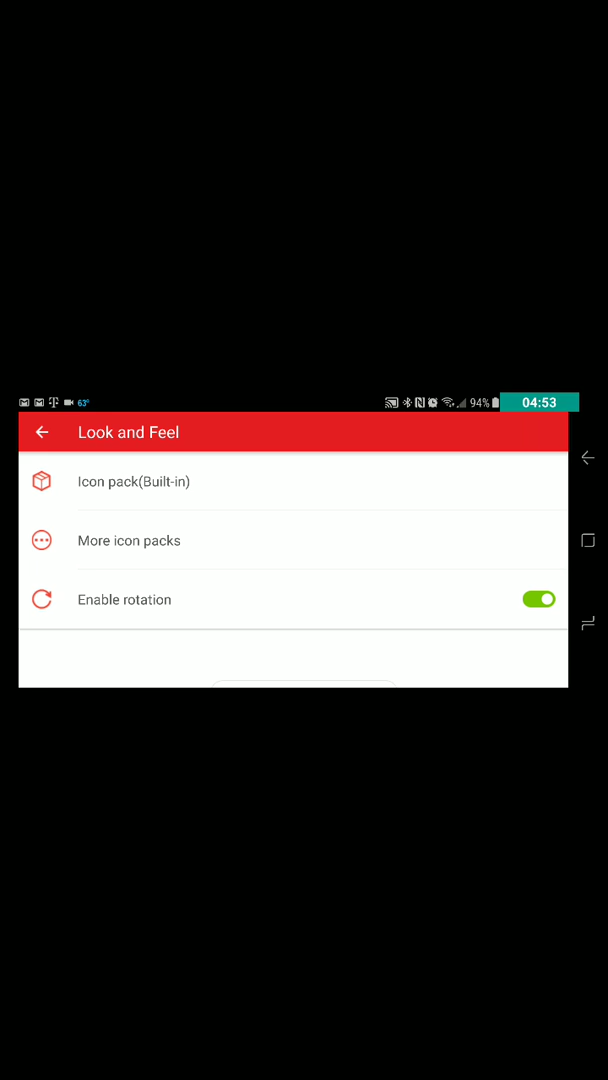 63° 94% 04:53
Look and Feel
Icon pack(Built-in)
More icon packs
Enable rotation